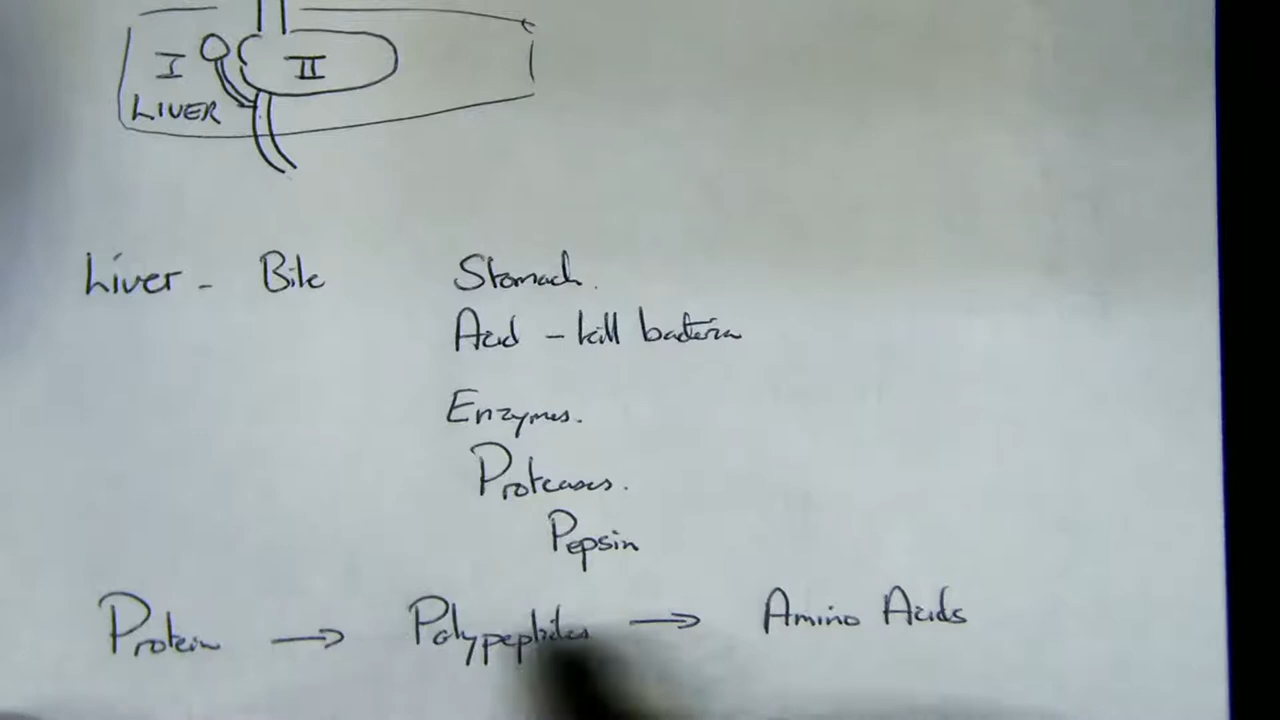 I II
LIVER
Liver - Bile Stomach.
Acid - kill bacteria
Enzymes.
Proteases.
Pepsin
Protein → Polypeptides → Amino Acids